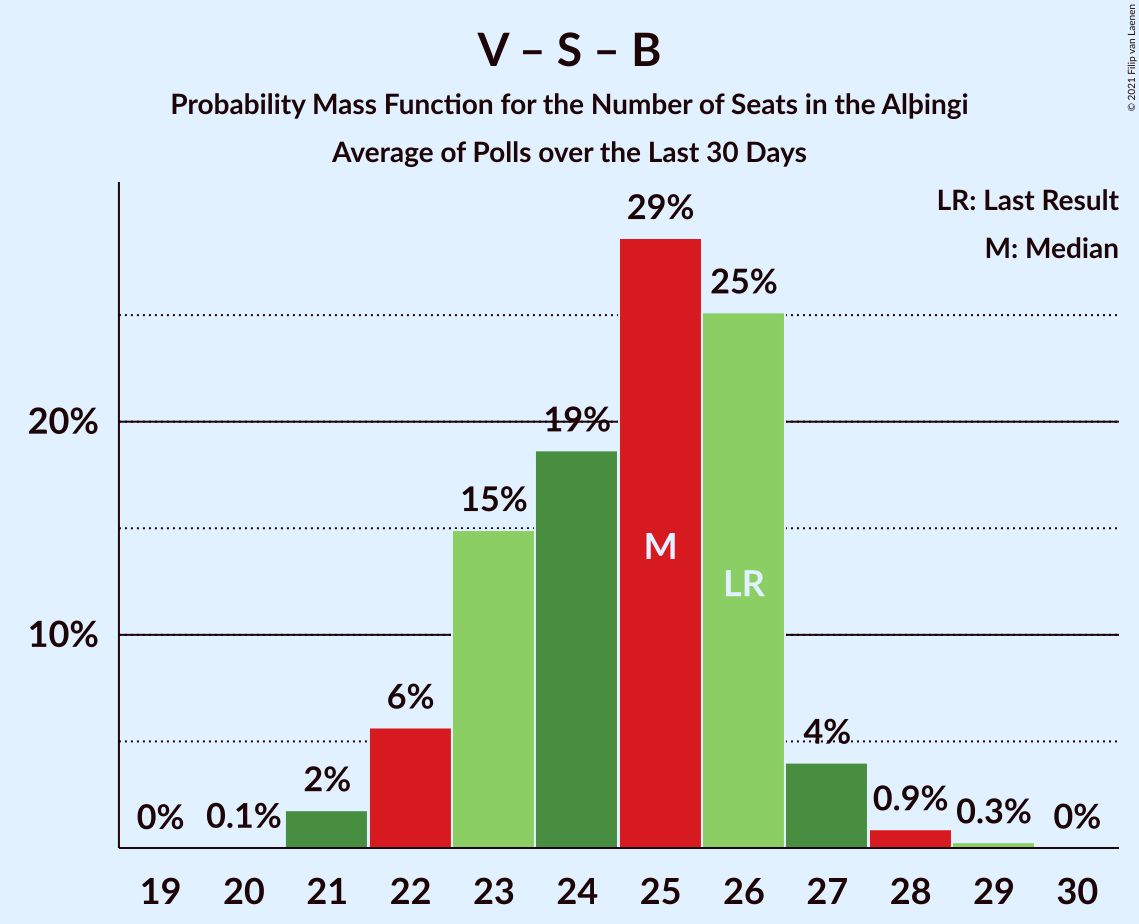 V – S – B
Probability Mass Function for the Number of Seats in the Alþingi
Average of Polls over the Last 30 Days
© 2021 Filip van Laenen
LR: Last Result
M: Median
29%
25%
20%
19%
15%
M
LR
10%
6%
4%
2%
0%
0.1%
0.9%
0.3%
0%
19 20 21 22 23 24 25 26 27 28 29 30